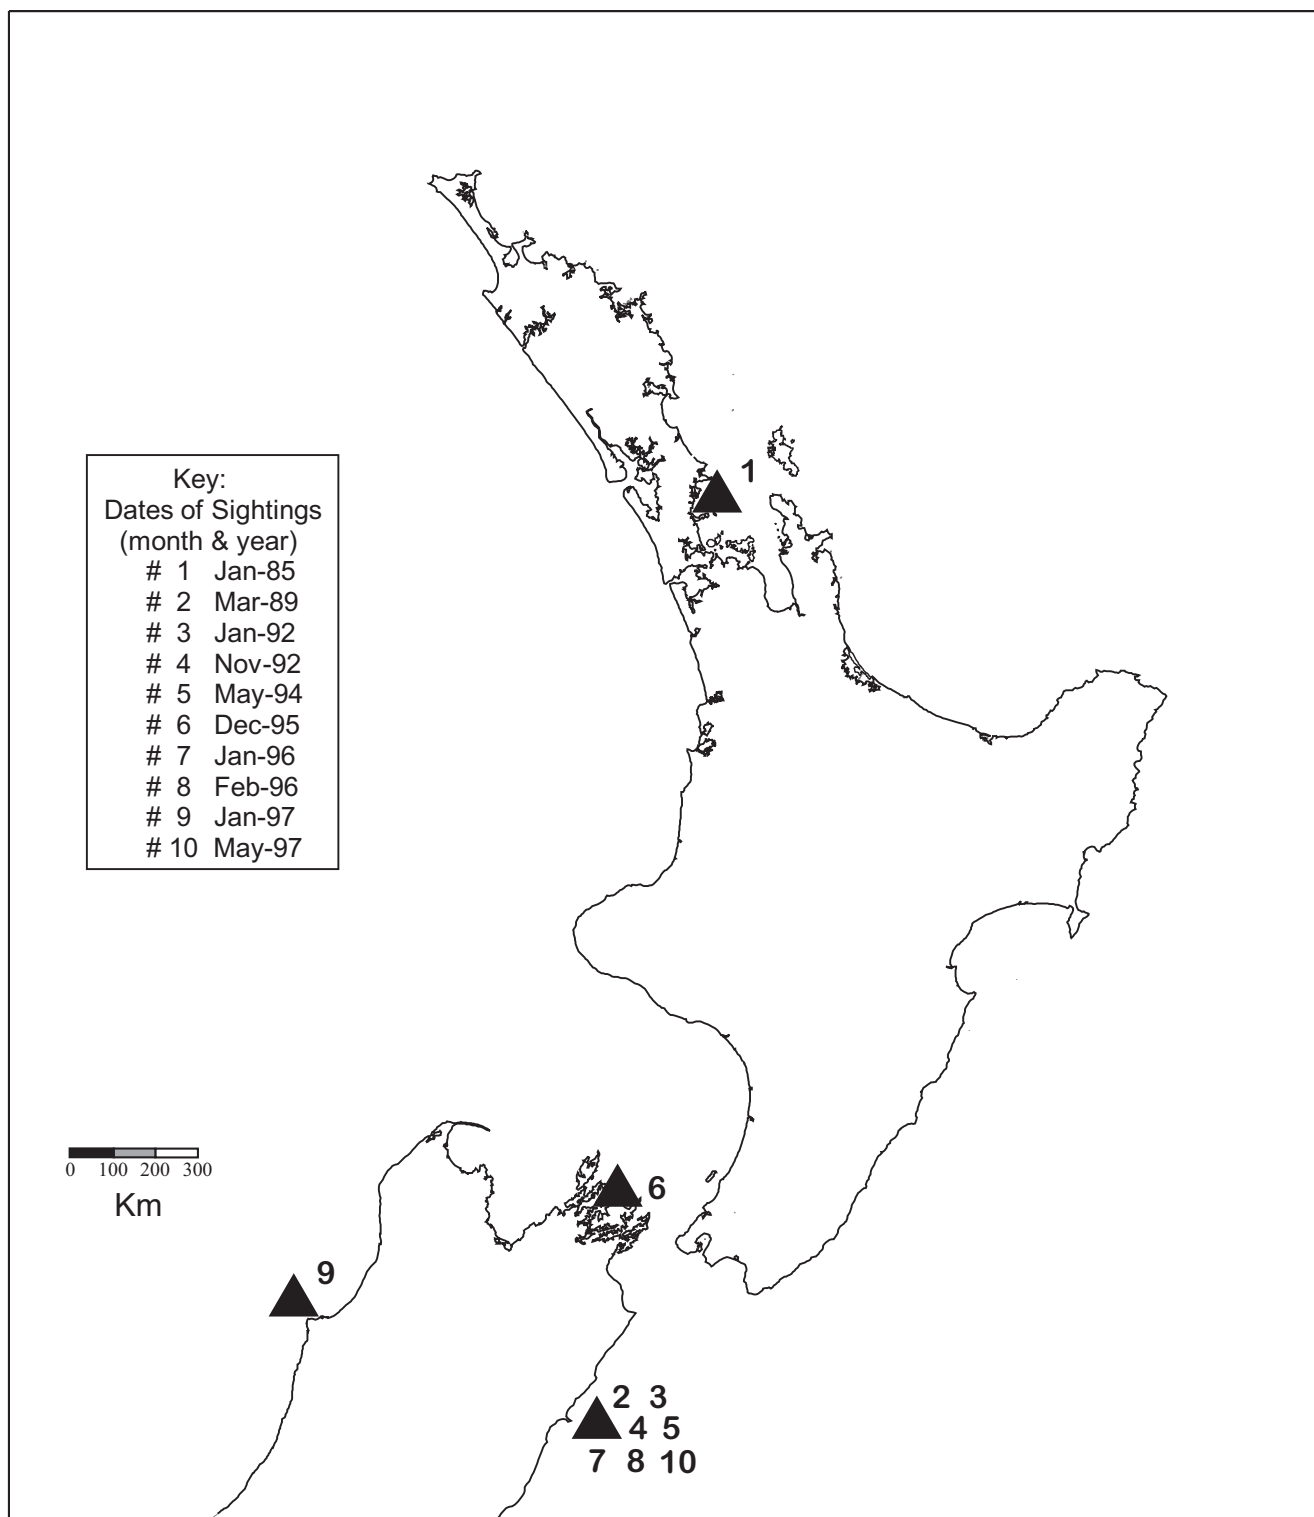 1
Key:
Dates of Sightings
(month & year)
# 1 Jan-85
# 2 Mar-89
# 3 Jan-92
# 4 Nov-92
# 5 May-94
# 6 Dec-95
# 7 Jan-96
# 8 Feb-96
# 9 Jan-97
# 10 May-97
0 100 200 300
Km
6
9
2 3
4 5
7 8 10